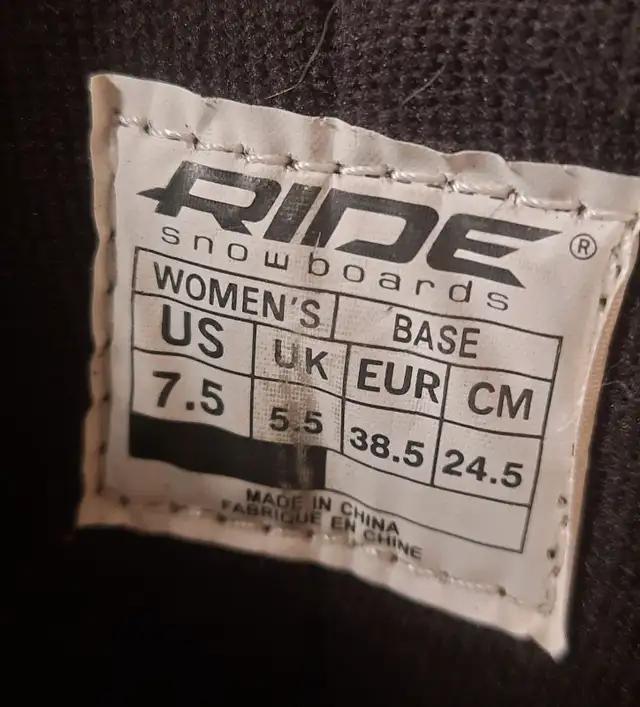 RIDE®
snowboards
WOMEN'S BASE
US UK EUR CM
7.5 5.5 38.5 24.5
MADE IN CHINA
FABRIQUE EN CHINE